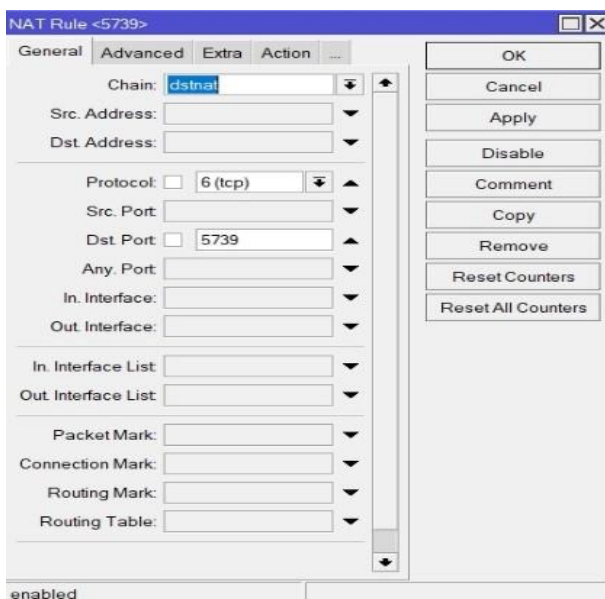 NAT Rule <5739>
General Advanced Extra Action ...
Chain: dstnat
Src. Address:
Dst. Address:
Protocol: 6 (tcp)
Src. Port:
Dst. Port: 5739
Any. Port:
In. Interface:
Out. Interface:
In. Interface List:
Out. Interface List:
Packet Mark:
Connection Mark:
Routing Mark:
Routing Table:
OK
Cancel
Apply
Disable
Comment
Copy
Remove
Reset Counters
Reset All Counters
enabled